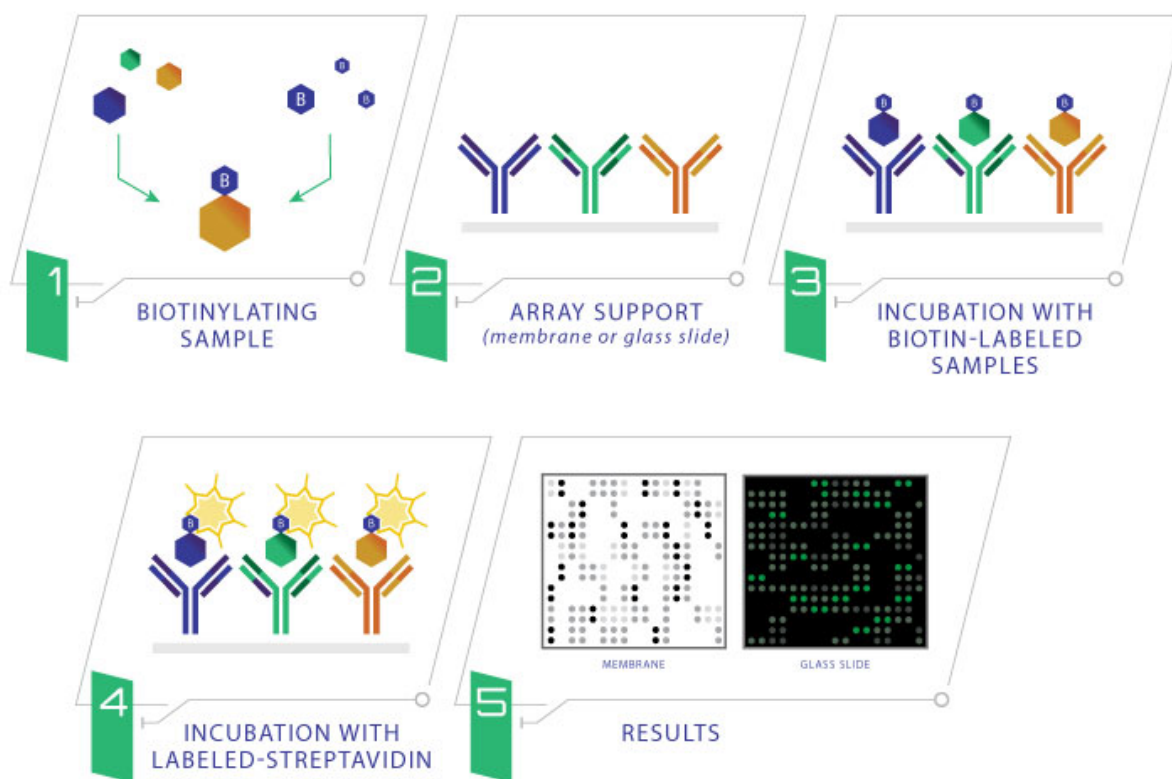 B
B
B
B
1
BIOTINYLATING
SAMPLE
2
ARRAY SUPPORT
(membrane or glass slide)
B
B
B
3
INCUBATION WITH
BIOTIN-LABELED
SAMPLES
B
B
B
4
INCUBATION WITH
LABELED-STREPTAVIDIN
MEMBRANE
GLASS SLIDE
5
RESULTS